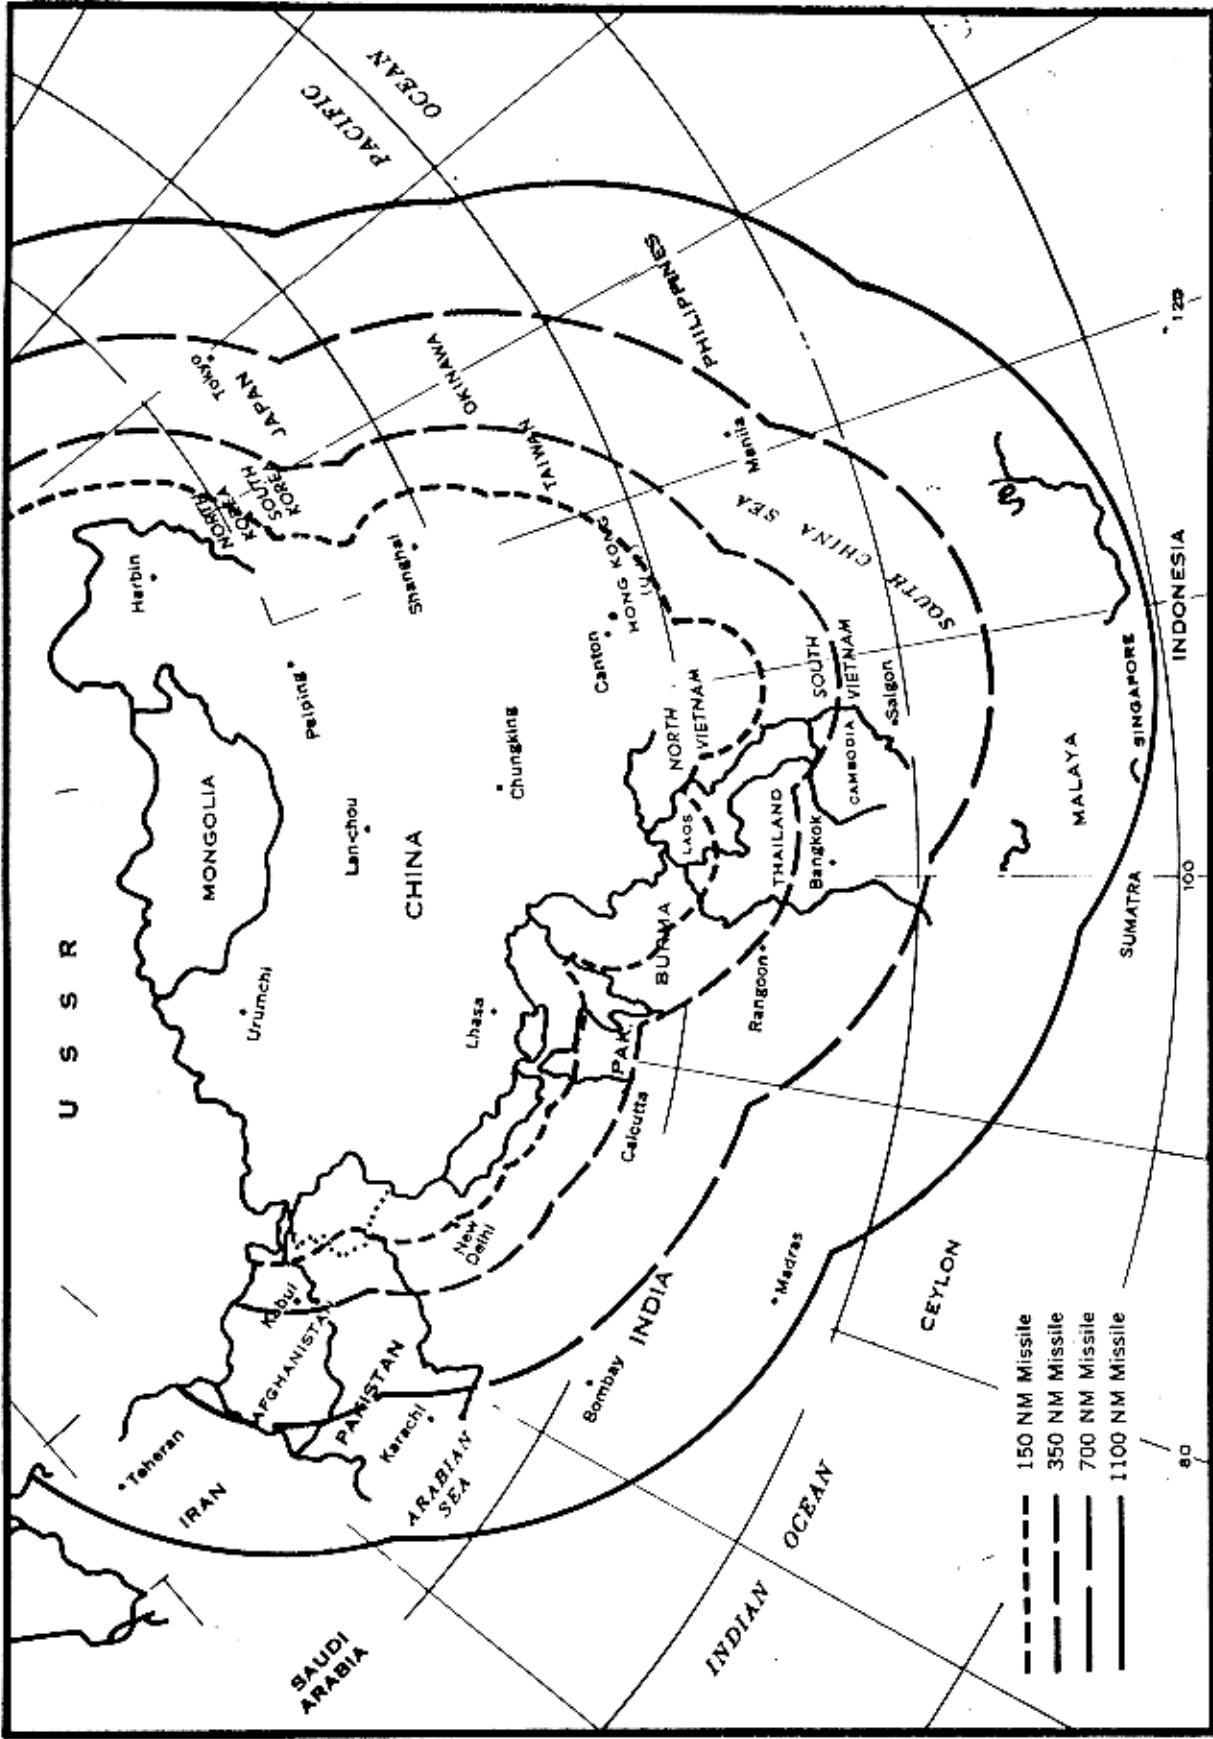 U S S R
MONGOLIA
Harbin
Urumchi
Peiping
Lan-chou
CHINA
Shanghai
Chungking
Lhasa
Canton
HONG KONG
NORTH
KOREA
SOUTH
KOREA
JAPAN
Tokyo
OKINAWA
TAIWAN
PACIFIC
OCEAN
PHILIPPINES
Manila
SOUTH CHINA SEA
NORTH
VIETNAM
SOUTH
VIETNAM
Saigon
LAOS
CAMBODIA
THAILAND
Bangkok
BURMA
Rangoon
PAK.
Calcutta
New
Delhi
Kabul
AFGHANISTAN
PAKISTAN
Karachi
Teheran
IRAN
SAUDI
ARABIA
ARABIAN
SEA
Bombay
INDIA
Madras
CEYLON
INDIAN OCEAN
MALAYA
SINGAPORE
SUMATRA
INDONESIA
80
100
120
150 NM Missile
350 NM Missile
700 NM Missile
1100 NM Missile